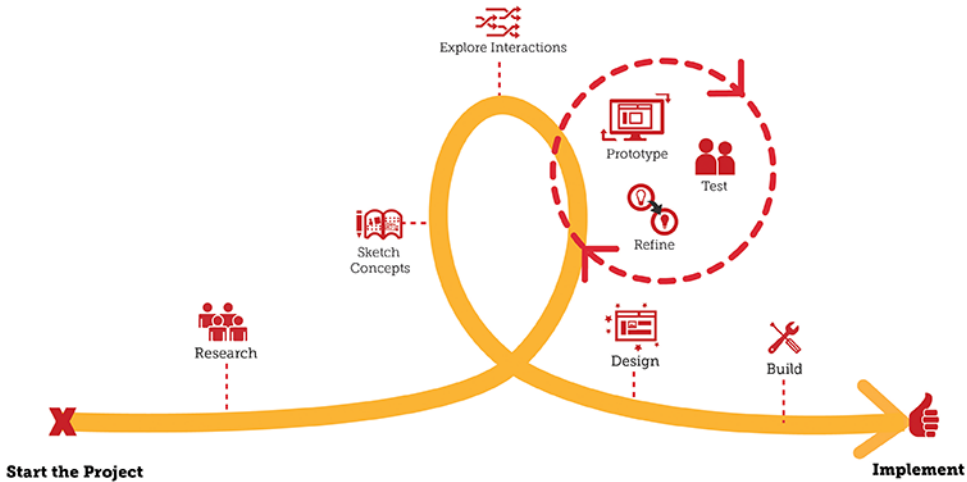 Explore Interactions
Prototype
Test
Refine
Sketch
Concepts
Research
Design
Build
Start the Project
Implement